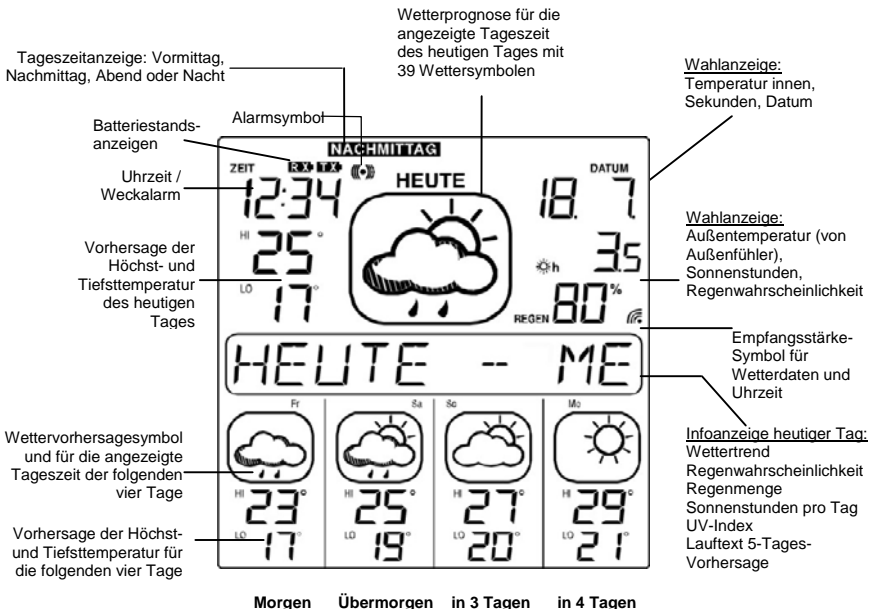 Wetterprognose für die
angezeigte Tageszeit
des heutigen Tages mit
39 Wettersymbolen
Tageszeitanzeige: Vormittag,
Nachmittag, Abend oder Nacht
Wahlanzeige:
Temperatur innen,
Sekunden, Datum
Batteriestands-
anzeigen
Alarmsymbol
NACHMITTAG
ZEIT RX TX
HEUTE
DATUM
Uhrzeit /
Weckalarm
12:34
18. 7.
Wahlanzeige:
Außentemperatur (von
Außenfühler),
Sonnenstunden,
Regenwahrscheinlichkeit
Vorhersage der
Höchst- und
Tiefsttemperatur
des heutigen
Tages
HI 25°
LO 17°
h 3.5
REGEN 80%
Empfangsstärke-
Symbol für
Wetterdaten und
Uhrzeit
HEUTE -- ME
Fr Sa So Mo
Wettervorhersagesymbol
und für die angezeigte
Tageszeit der folgenden
vier Tage
Infoanzeige heutiger Tag:
Wettertrend
Regenwahrscheinlichkeit
Regenmenge
Sonnenstunden pro Tag
UV-Index
Lauftext 5-Tages-
Vorhersage
HI 23° HI 25° HI 27° HI 29°
LO 17° LO 19° LO 20° LO 21°
Vorhersage der Höchst-
und Tiefsttemperatur für
die folgenden vier Tage
Morgen Übermorgen in 3 Tagen in 4 Tagen